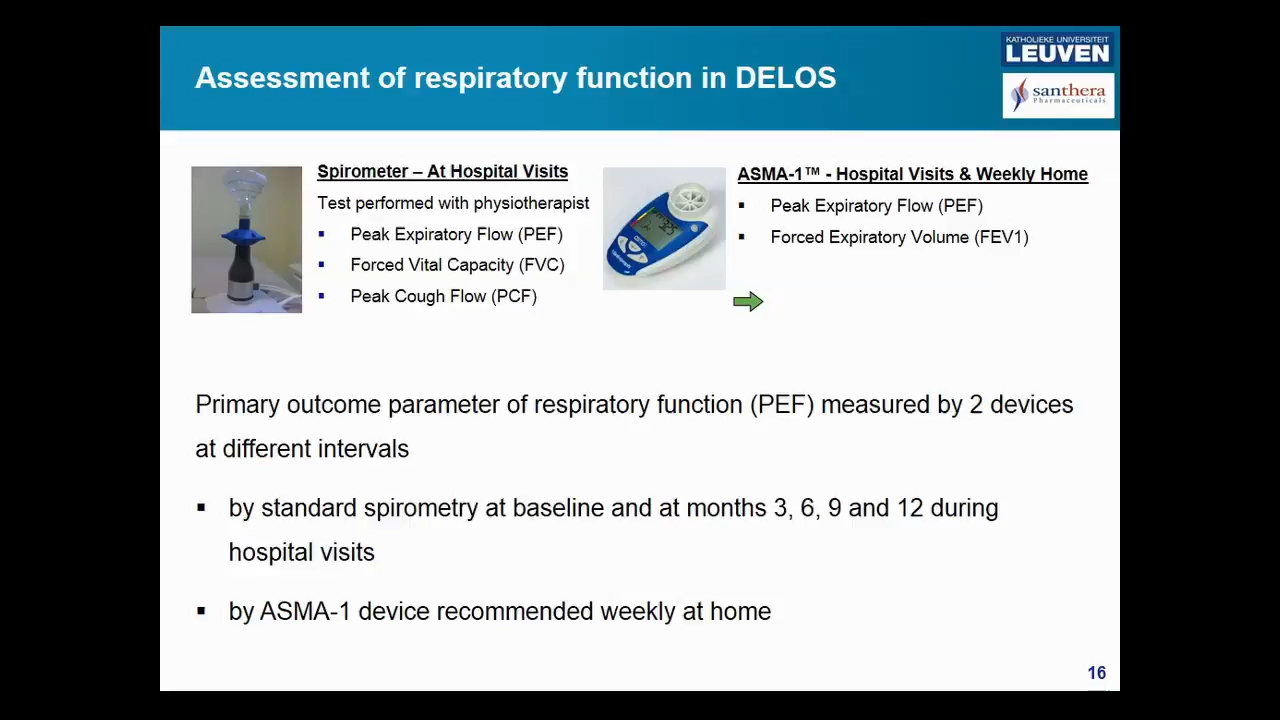 Assessment of respiratory function in DELOS
KATHOLIEKE UNIVERSITEIT
LEUVEN
santhera
Pharmaceuticals
Spirometer – At Hospital Visits
Test performed with physiotherapist
▪ Peak Expiratory Flow (PEF)
▪ Forced Vital Capacity (FVC)
▪ Peak Cough Flow (PCF)
ASMA-1™ - Hospital Visits & Weekly Home
▪ Peak Expiratory Flow (PEF)
▪ Forced Expiratory Volume (FEV1)
Primary outcome parameter of respiratory function (PEF) measured by 2 devices
at different intervals
▪ by standard spirometry at baseline and at months 3, 6, 9 and 12 during
hospital visits
▪ by ASMA-1 device recommended weekly at home
16